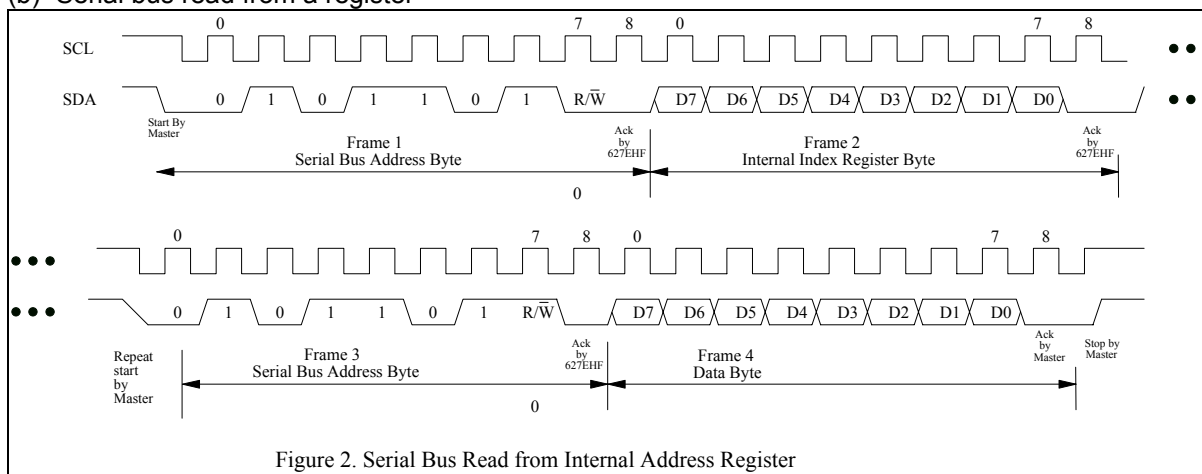 (b) Serial bus read from a register
0 7 8 0 7 8
SCL
SDA 0 1 0 1 1 0 1 R/W̅ D7 D6 D5 D4 D3 D2 D1 D0
Start By
Master
Frame 1
Serial Bus Address Byte
Ack
by
627EHF
Frame 2
Internal Index Register Byte
Ack
by
627EHF
0
0 7 8 0 7 8
0 1 0 1 1 0 1 R/W̅ D7 D6 D5 D4 D3 D2 D1 D0
Repeat
start
by
Master
Frame 3
Serial Bus Address Byte
Ack
by
627EHF
Frame 4
Data Byte
Ack
by
Master
Stop by
Master
0
Figure 2. Serial Bus Read from Internal Address Register